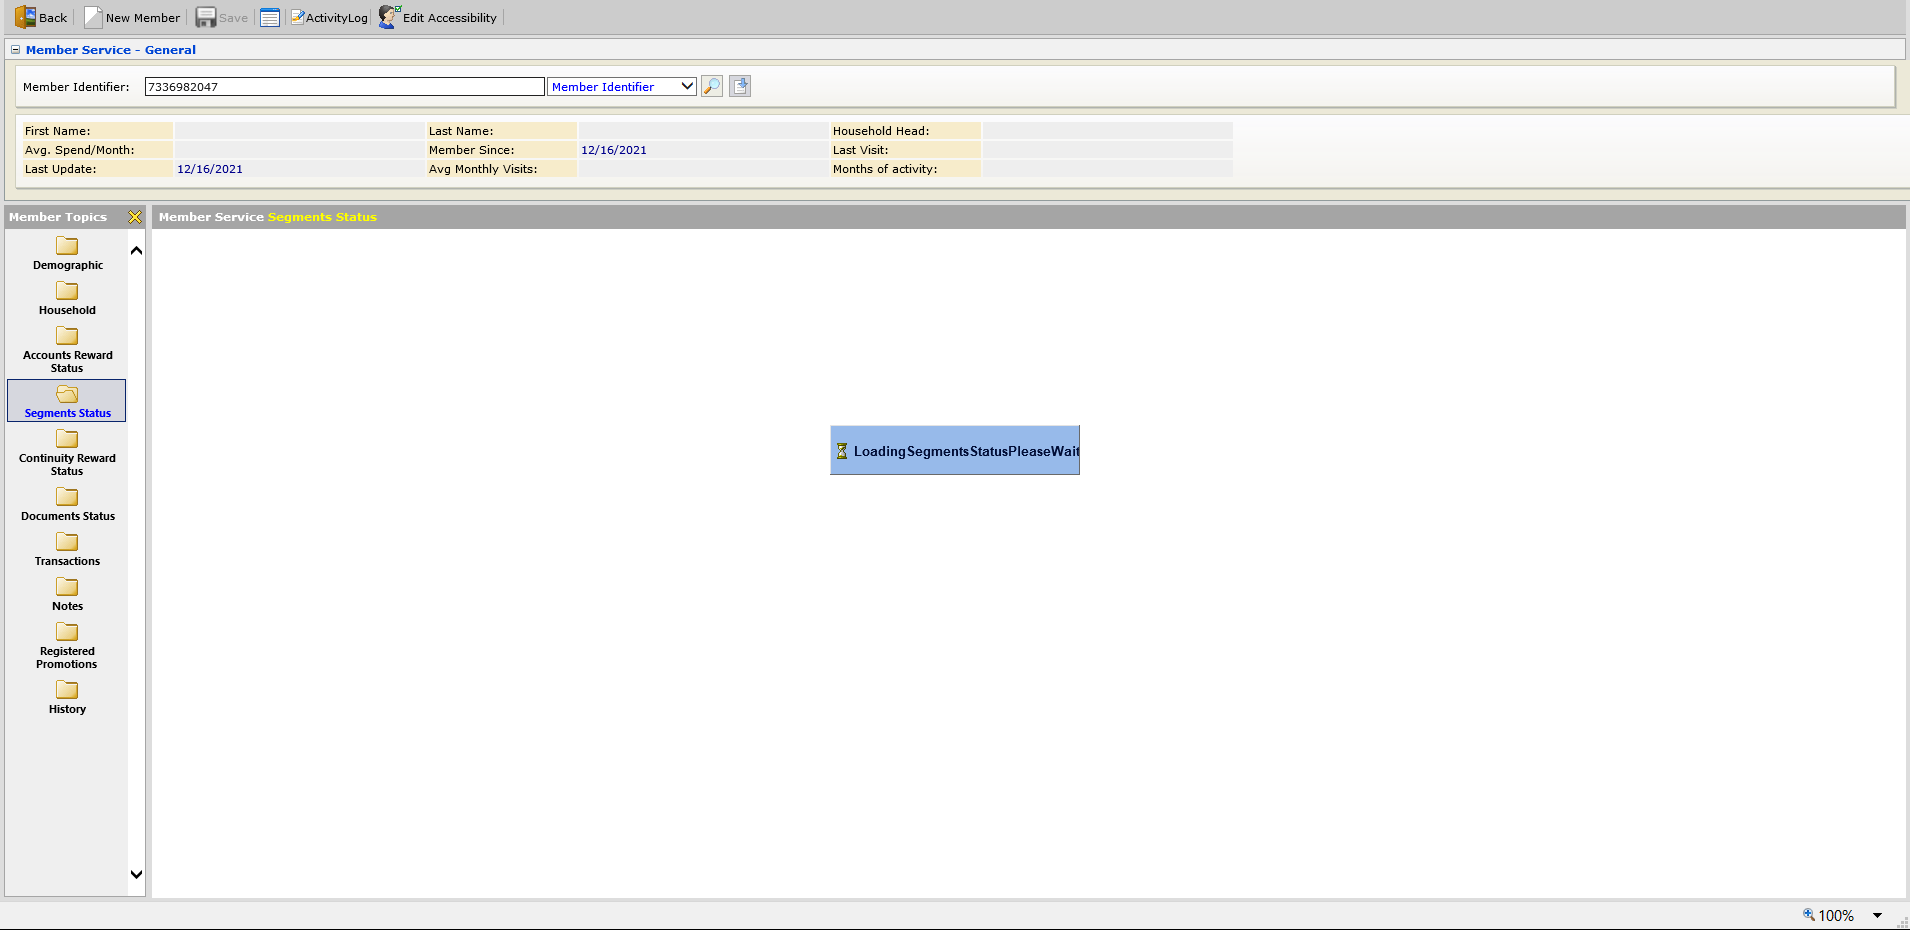 Back New Member Save ActivityLog Edit Accessibility
Member Service - General
Member Identifier: 7336982047 Member Identifier
First Name: Last Name: Household Head:
Avg. Spend/Month: Member Since: 12/16/2021 Last Visit:
Last Update: 12/16/2021 Avg Monthly Visits: Months of activity:
Member Topics
Member Service Segments Status
Demographic
Household
Accounts Reward
Status
Segments Status
Continuity Reward
Status
Documents Status
Transactions
Notes
Registered
Promotions
History
LoadingSegmentsStatusPleaseWait
100%